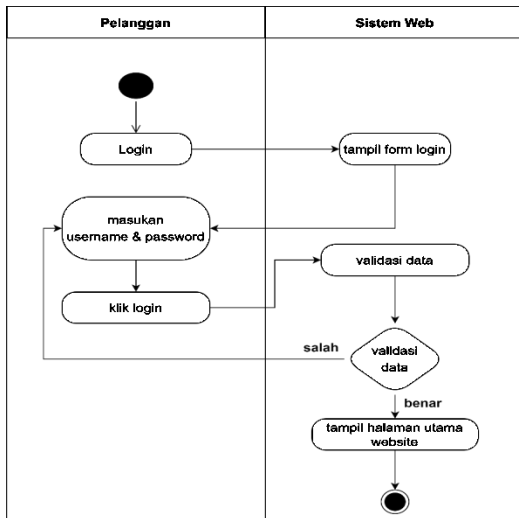 Pelanggan
Sistem Web
Login
tampil form login
masukan
username & password
validasi data
klik login
salah
validasi
data
benar
tampil halaman utama
website